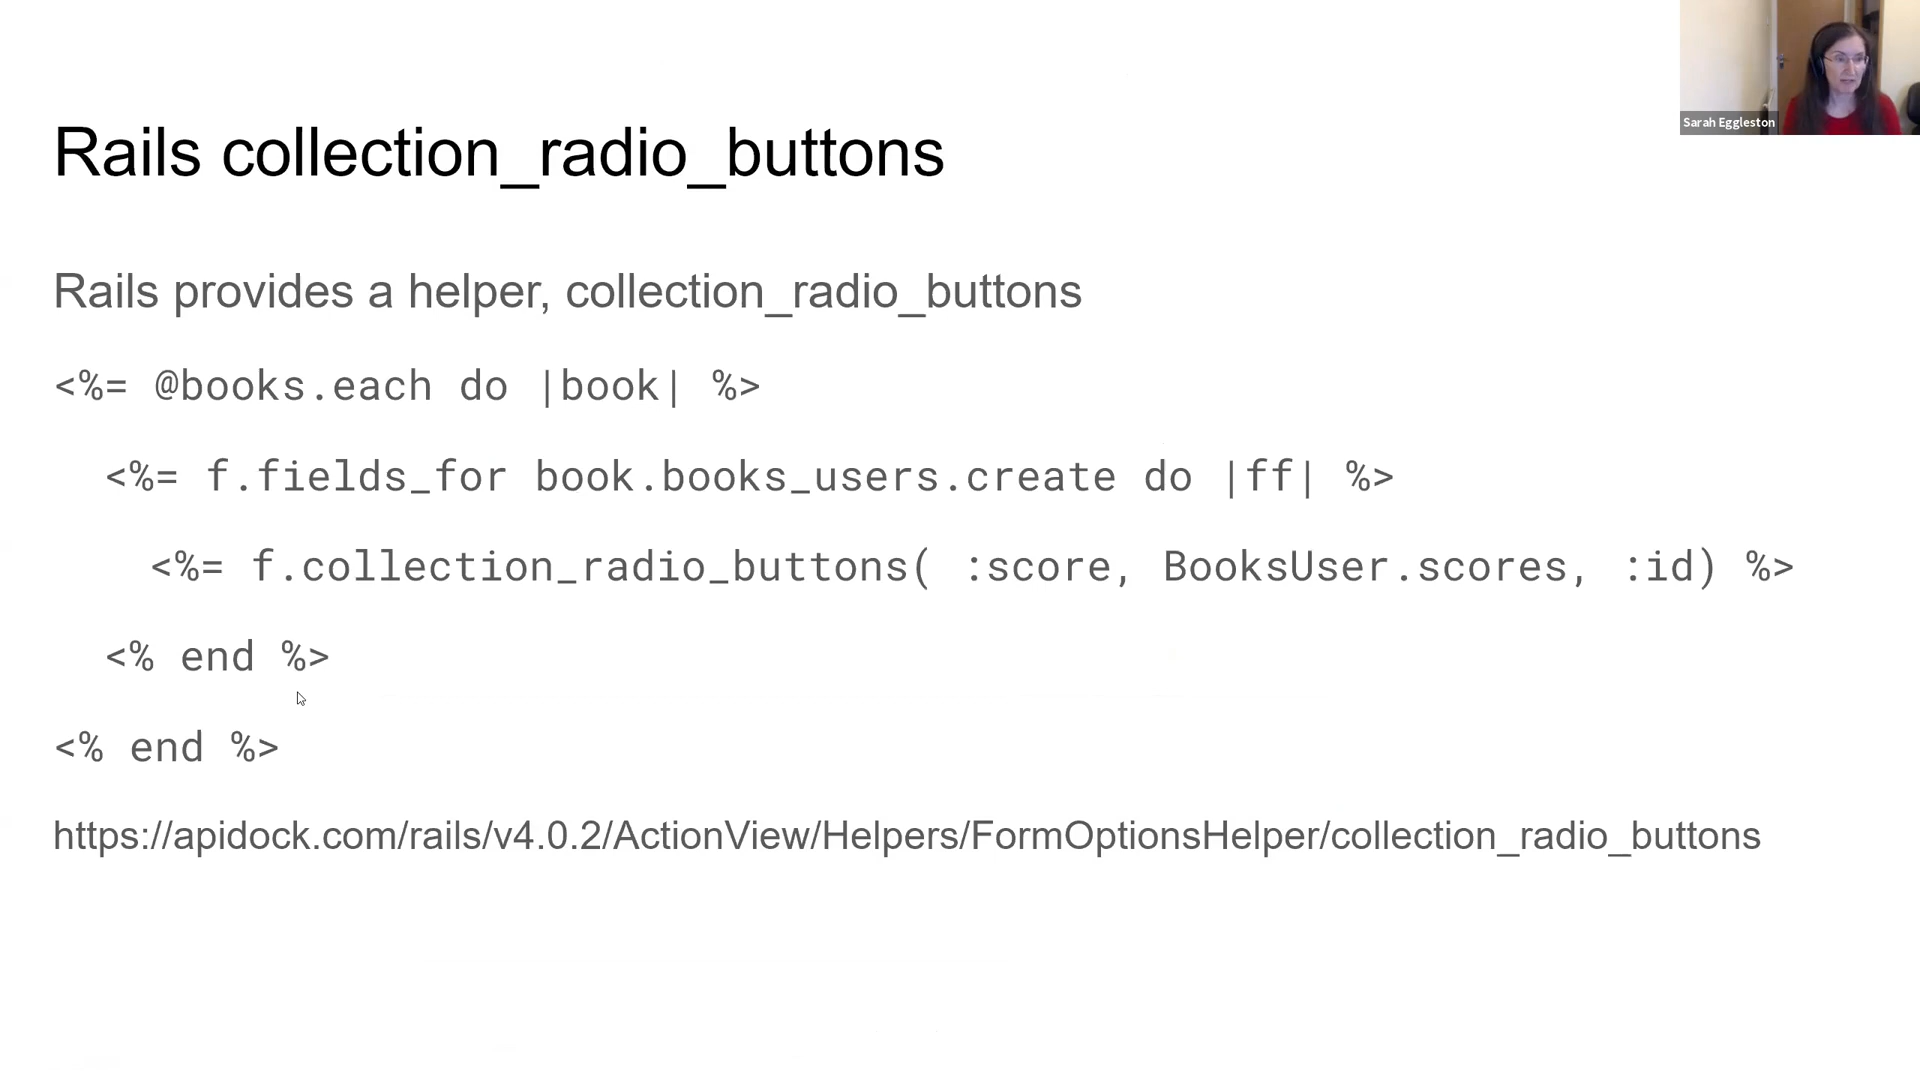 Sarah Eggleston
Rails collection_radio_buttons
Rails provides a helper, collection_radio_buttons
<%= @books.each do |book| %>
<%= f.fields_for book.books_users.create do |ff| %>
<%= f.collection_radio_buttons( :score, BooksUser.scores, :id) %>
<% end %>
<% end %>
https://apidock.com/rails/v4.0.2/ActionView/Helpers/FormOptionsHelper/collection_radio_buttons